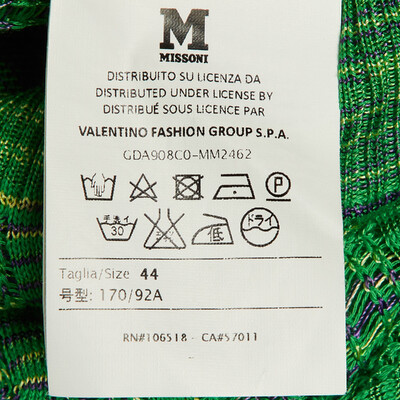 M
MISSONI
DISTRIBUITO SU LICENZA DA
DISTRIBUTED UNDER LICENSE BY
DISTRIBUÉ SOUS LICENCE PAR
VALENTINO FASHION GROUP S.P.A.
GDA908C0-MM2462
P
手洗イ 30 ドライ
Taglia/Size 44
号型: 170/92A
RN#106518 - CA#57011